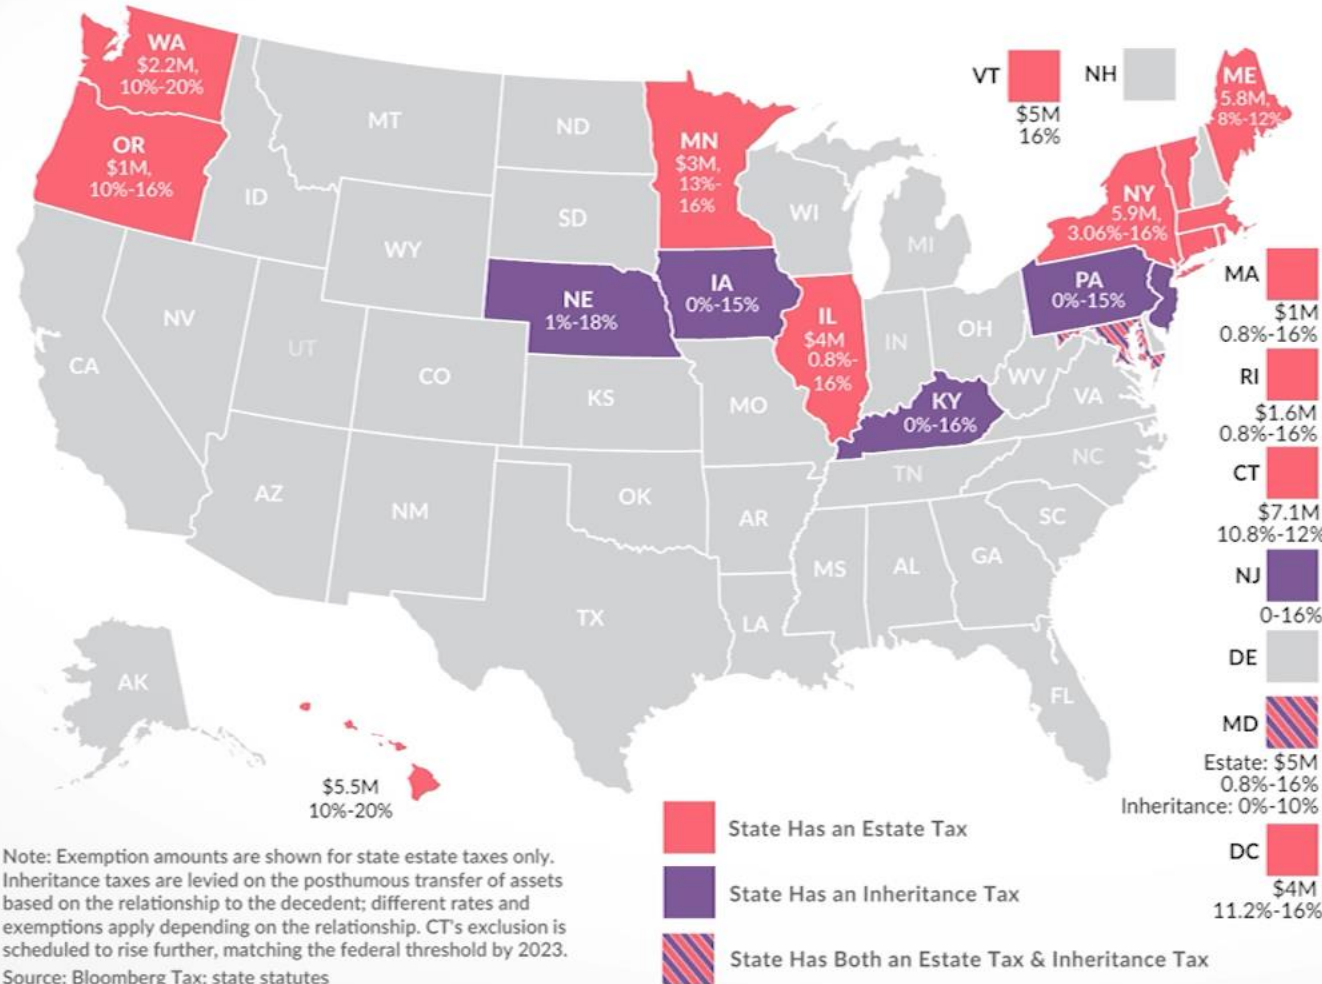 WA
$2.2M,
10%-20%
OR
$1M,
10%-16%
MT
ID
WY
ND
SD
MN
$3M,
13%-
16%
WI
MI
VT
$5M
16%
NH
ME
5.8M,
8%-12%
NY
5.9M,
3.06%-16%
CA
NV
UT
CO
NE
1%-18%
KS
IA
0%-15%
MO
IL
$4M
0.8%-
16%
IN
OH
PA
0%-15%
WV
VA
KY
0%-16%
TN
NC
SC
AZ
NM
OK
AR
TX
LA
MS
AL
GA
FL
AK
$5.5M
10%-20%
MA
$1M
0.8%-16%
RI
$1.6M
0.8%-16%
CT
$7.1M
10.8%-12%
NJ
0-16%
DE
MD
Estate: $5M
0.8%-16%
Inheritance: 0%-10%
DC
$4M
11.2%-16%
State Has an Estate Tax
State Has an Inheritance Tax
State Has Both an Estate Tax & Inheritance Tax
Note: Exemption amounts are shown for state estate taxes only.
Inheritance taxes are levied on the posthumous transfer of assets
based on the relationship to the decedent; different rates and
exemptions apply depending on the relationship. CT's exclusion is
scheduled to rise further, matching the federal threshold by 2023.
Source: Bloomberg Tax; state statutes